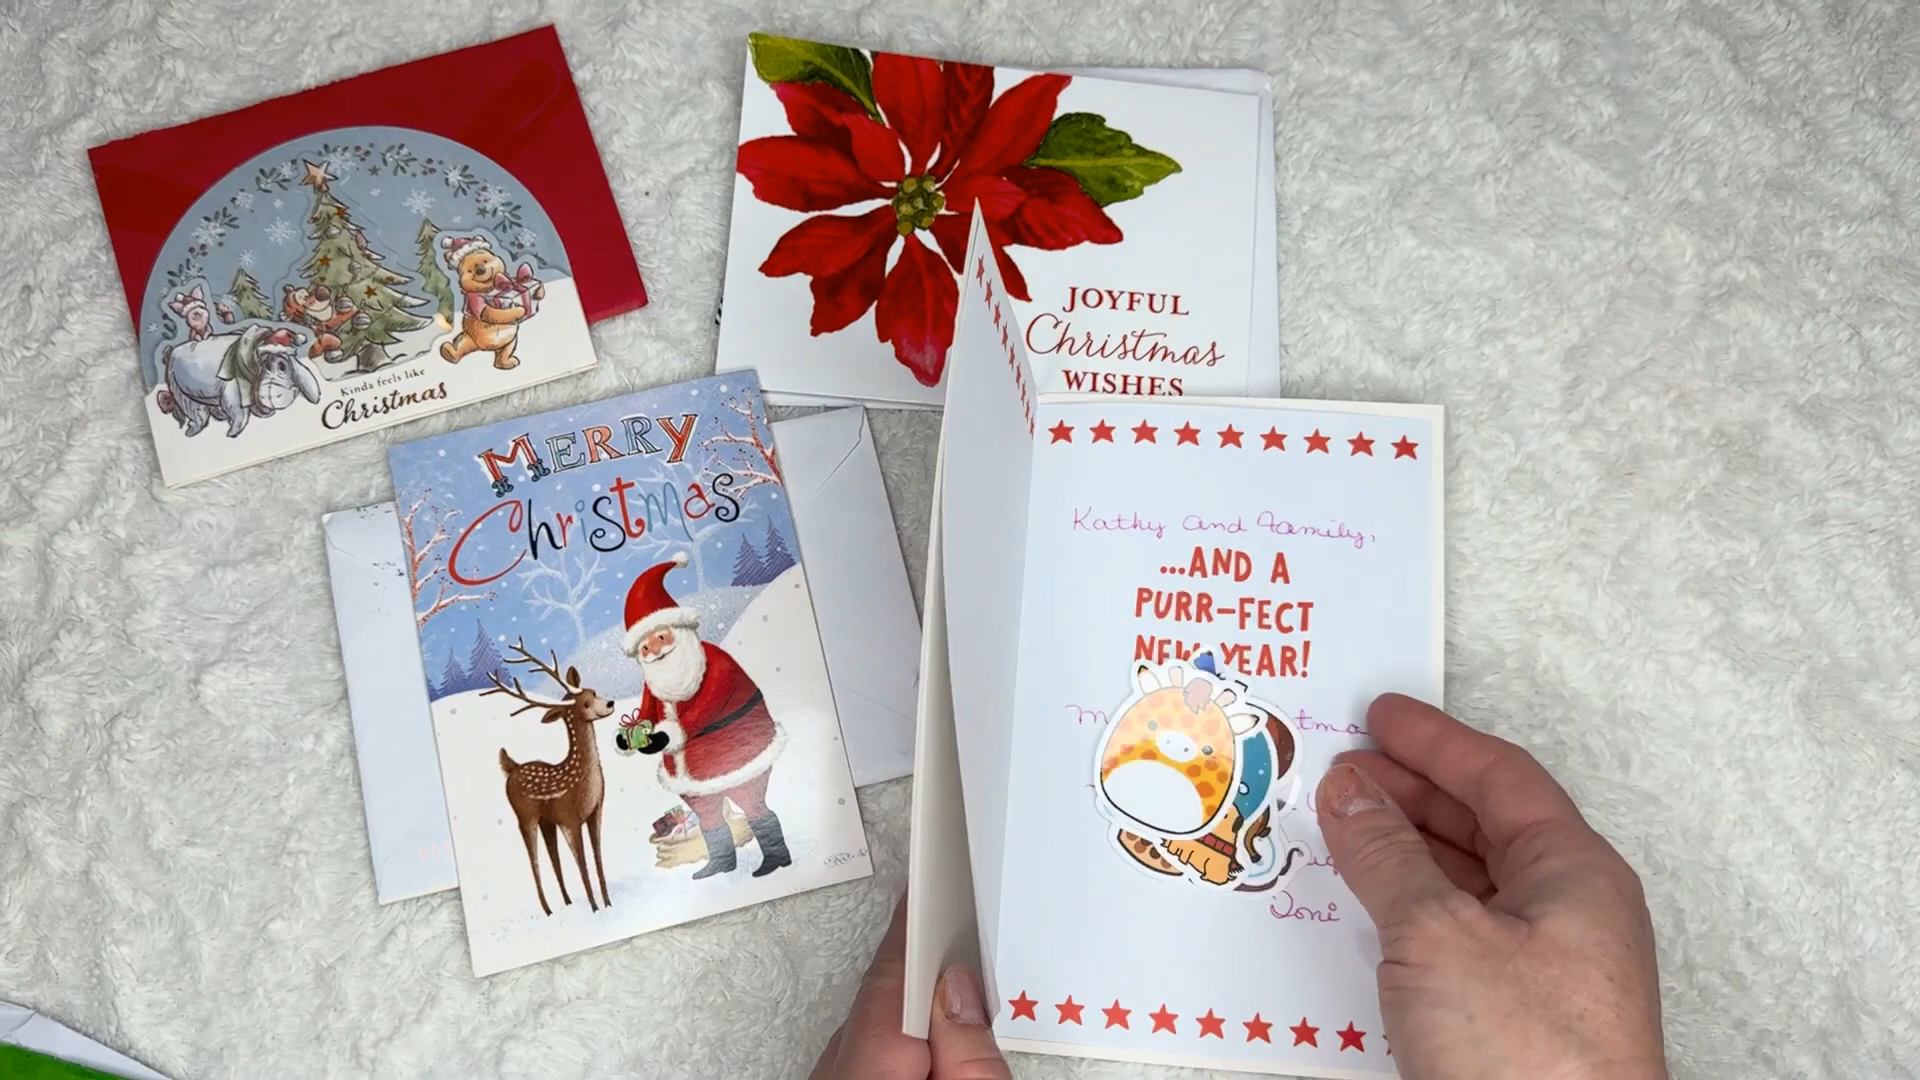 Kinda feels like
Christmas
MERRY
Christmas
JOYFUL
Christmas
WISHES
Kathy and Family,
...AND A
PURR-FECT
NEW YEAR!
Toni